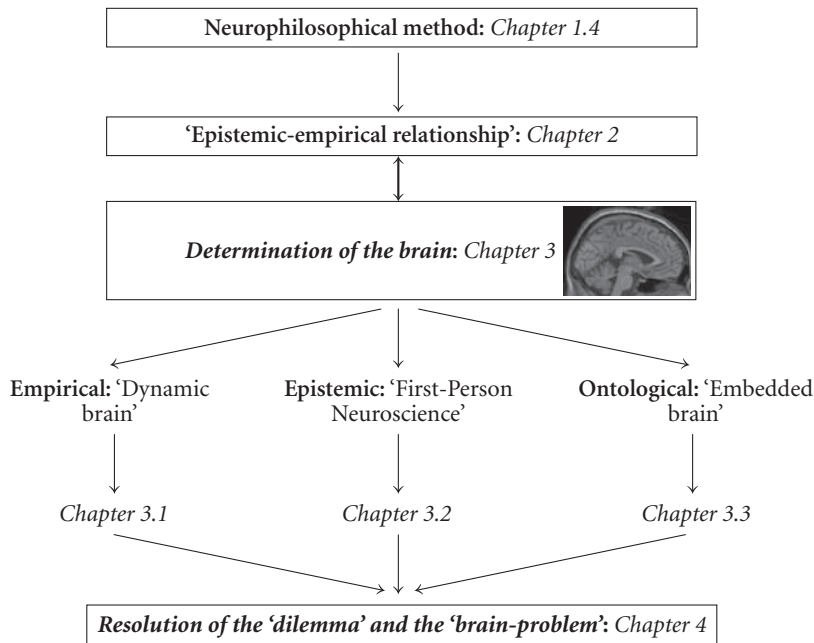 Neurophilosophical method: Chapter 1.4
‘Epistemic-empirical relationship’: Chapter 2
Determination of the brain: Chapter 3
Empirical: ‘Dynamic
brain’
Epistemic: ‘First-Person
Neuroscience’
Ontological: ‘Embedded
brain’
Chapter 3.1
Chapter 3.2
Chapter 3.3
Resolution of the ‘dilemma’ and the ‘brain-problem’: Chapter 4